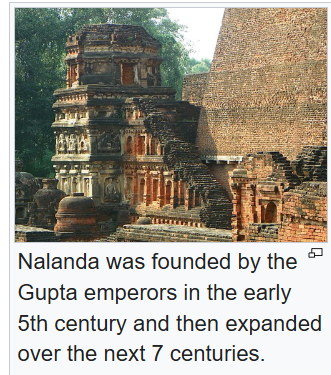 Nalanda was founded by the
Gupta emperors in the early
5th century and then expanded
over the next 7 centuries.